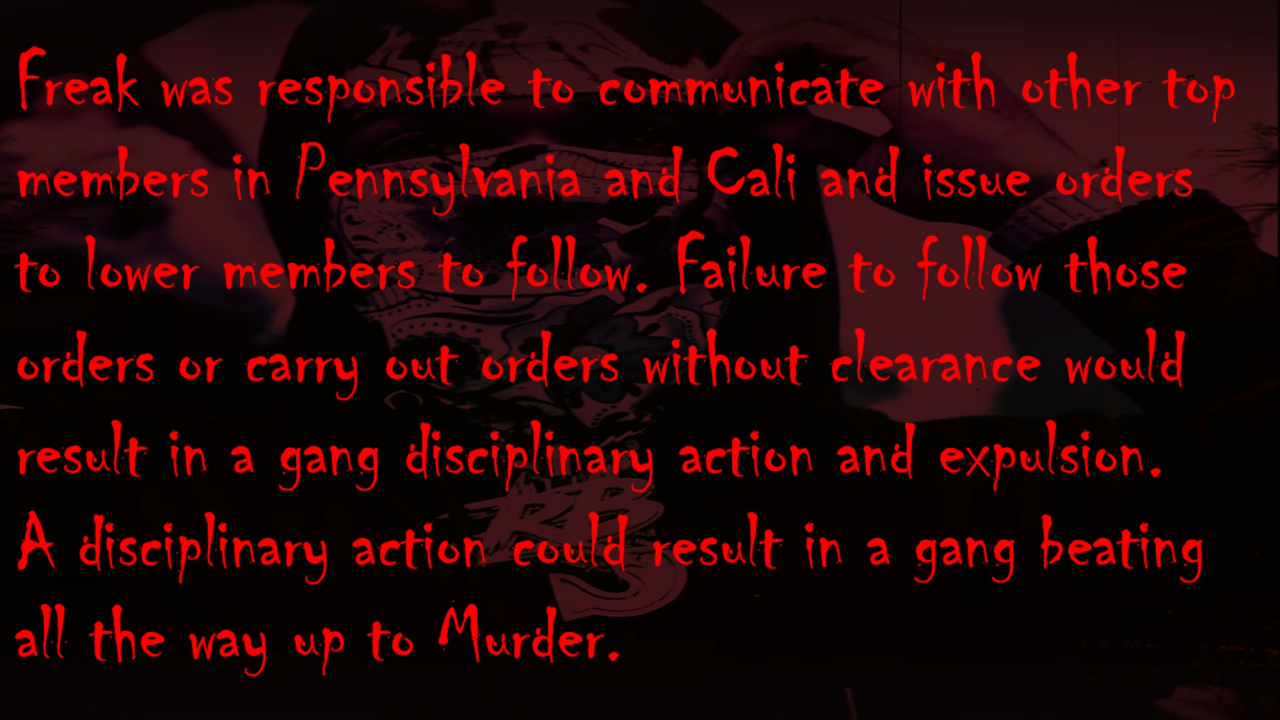 Freak was responsible to communicate with other top
members in Pennsylvania and Cali and issue orders
to lower members to follow. Failure to follow those
orders or carry out orders without clearance would
result in a gang disciplinary action and expulsion.
A disciplinary action could result in a gang beating
all the way up to Murder.